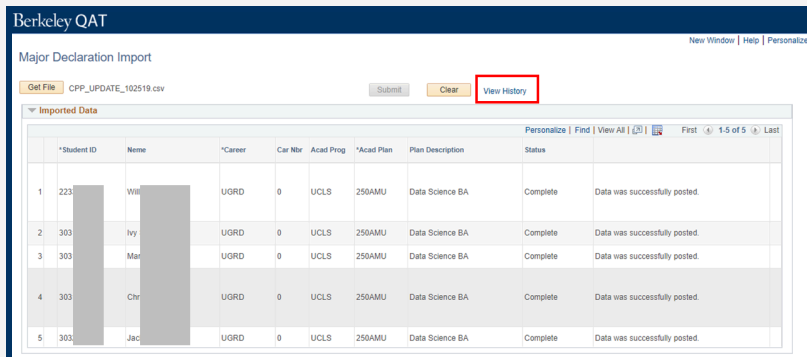 Berkeley QAT
New Window | Help | Personalize
Major Declaration Import
Get File CPP_UPDATE_102519.csv Submit Clear View History
Imported Data
Personalize | Find | View All | First 1-5 of 5 Last
*Student ID Neme *Career Car Nbr Acad Prog *Acad Plan Plan Description Status
1 223 Will UGRD 0 UCLS 250AMU Data Science BA Complete Data was successfully posted.
2 303 Ivy UGRD 0 UCLS 250AMU Data Science BA Complete Data was successfully posted.
3 303 Mar UGRD 0 UCLS 250AMU Data Science BA Complete Data was successfully posted.
4 303 Chr UGRD 0 UCLS 250AMU Data Science BA Complete Data was successfully posted.
5 303 Jac UGRD 0 UCLS 250AMU Data Science BA Complete Data was successfully posted.